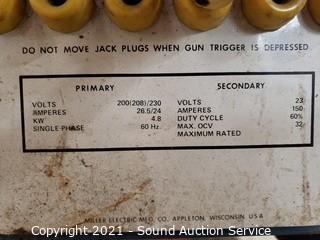 DO NOT MOVE JACK PLUGS WHEN GUN TRIGGER IS DEPRESSED
PRIMARY
VOLTS 200(208)/230
AMPERES 26.5/24
KW 4.8
SINGLE PHASE 60 Hz.
SECONDARY
VOLTS 23
AMPERES 150
DUTY CYCLE 60%
MAX. OCV 32
MAXIMUM RATED
MILLER ELECTRIC MFG. CO., APPLETON, WISCONSIN, U.S.A
Copyright - 2021 - Sound Auction Service